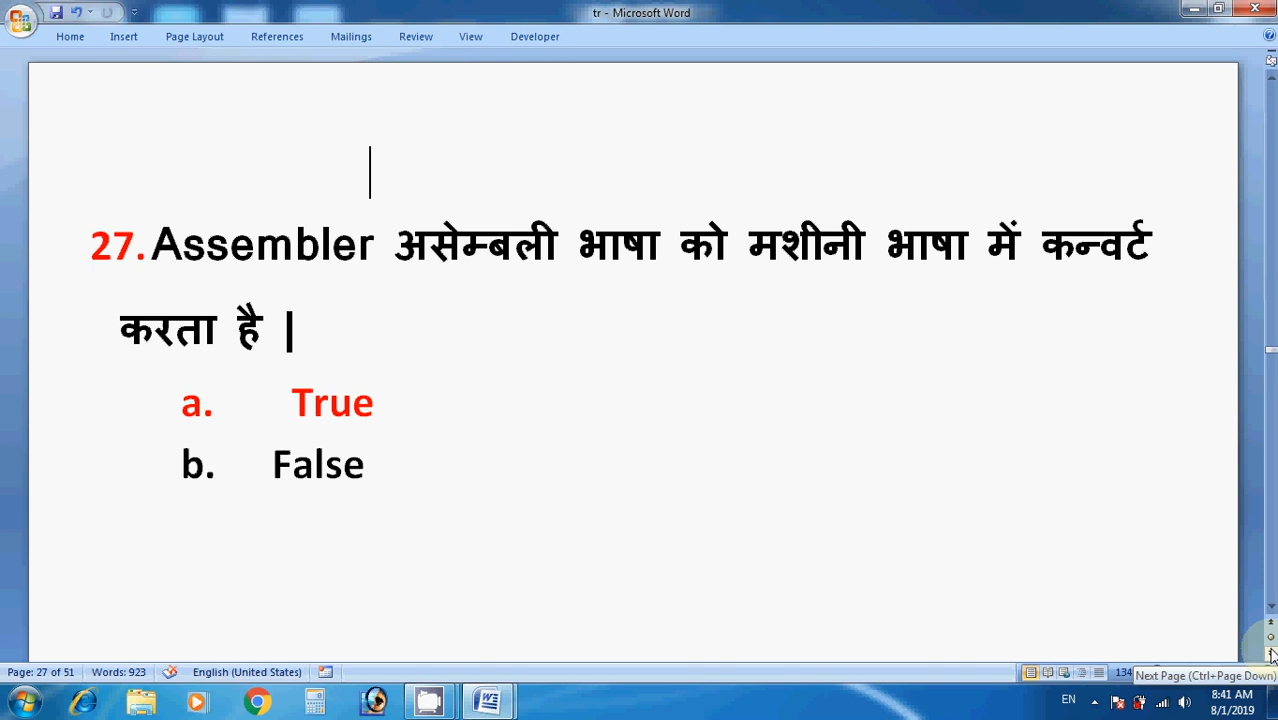 tr - Microsoft Word
Home Insert Page Layout References Mailings Review View Developer
27. Assembler असेम्बली भाषा को मशीनी भाषा में कन्वर्ट
करता है |
a. True
b. False
Page: 27 of 51 Words: 923 English (United States) 134
Next Page (Ctrl+Page Down)
EN 8:41 AM
8/1/2019